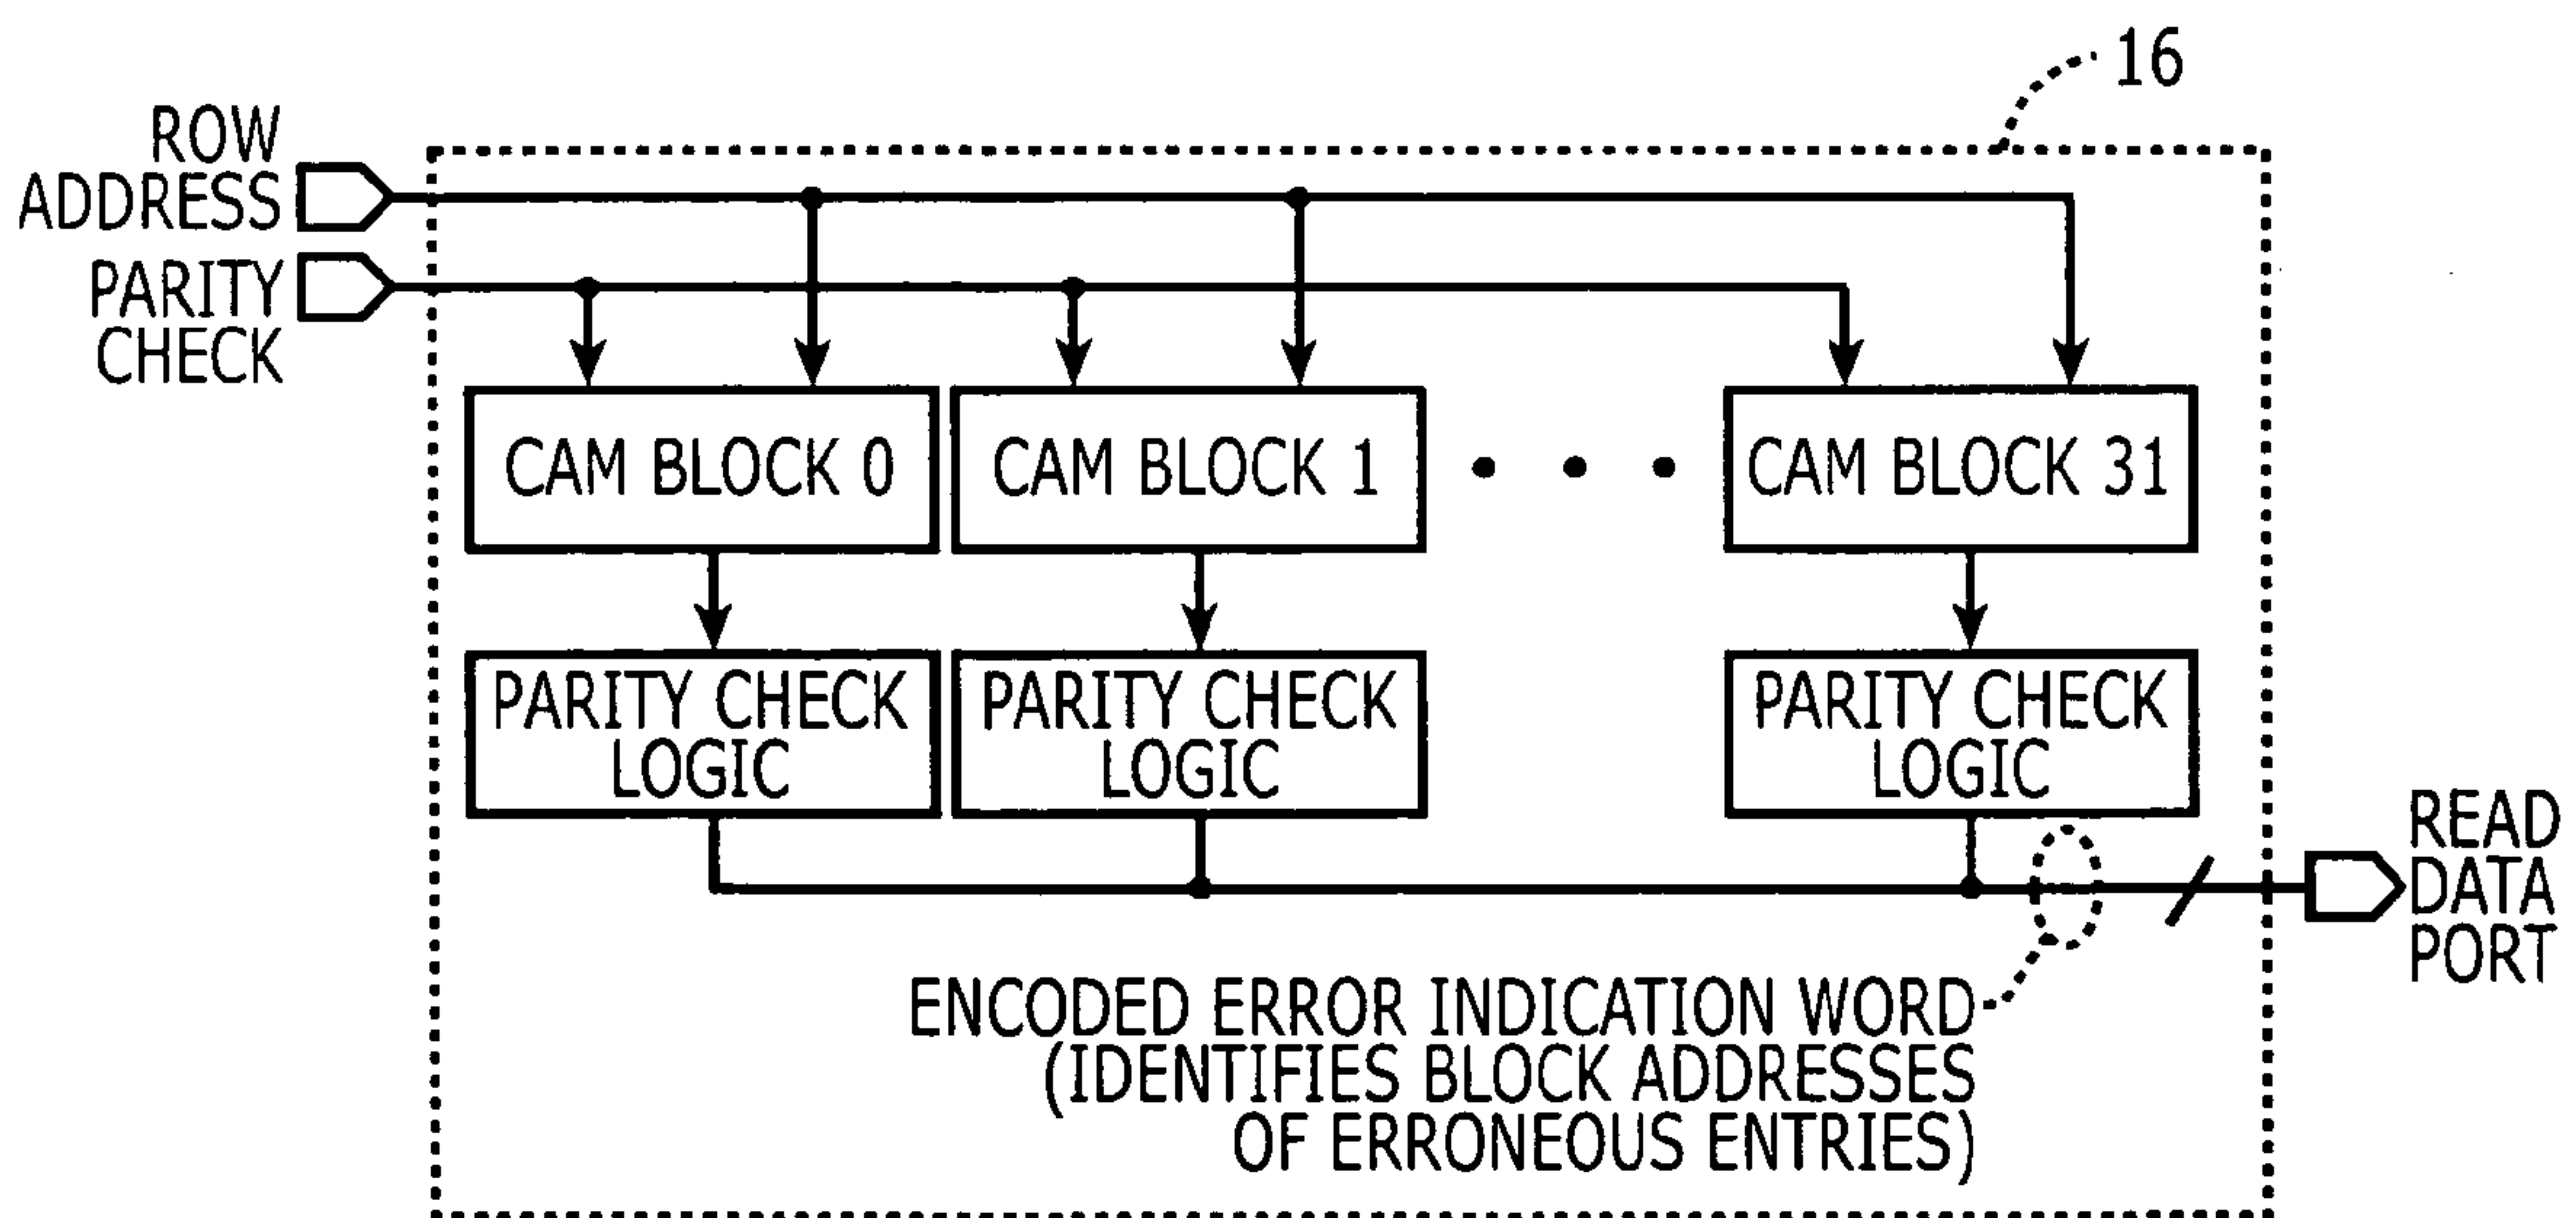 16
ROW
ADDRESS
PARITY
CHECK
CAM BLOCK 0
CAM BLOCK 1
CAM BLOCK 31
PARITY CHECK
LOGIC
PARITY CHECK
LOGIC
PARITY CHECK
LOGIC
READ
DATA
PORT
ENCODED ERROR INDICATION WORD
(IDENTIFIES BLOCK ADDRESSES
OF ERRONEOUS ENTRIES)